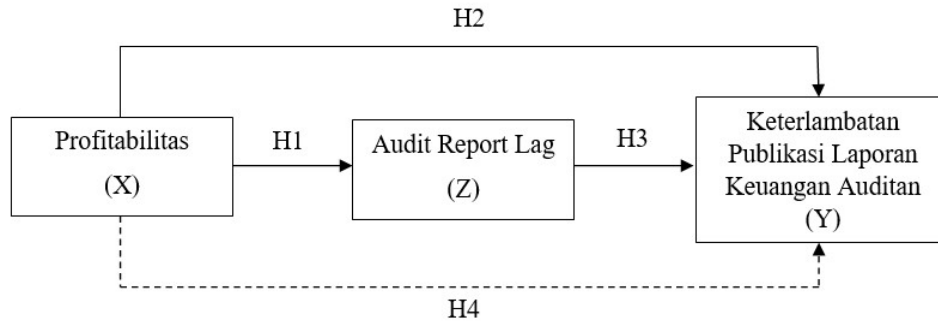 H2
Profitabilitas
(X)
H1
Audit Report Lag
(Z)
H3
Keterlambatan
Publikasi Laporan
Keuangan Auditan
(Y)
H4